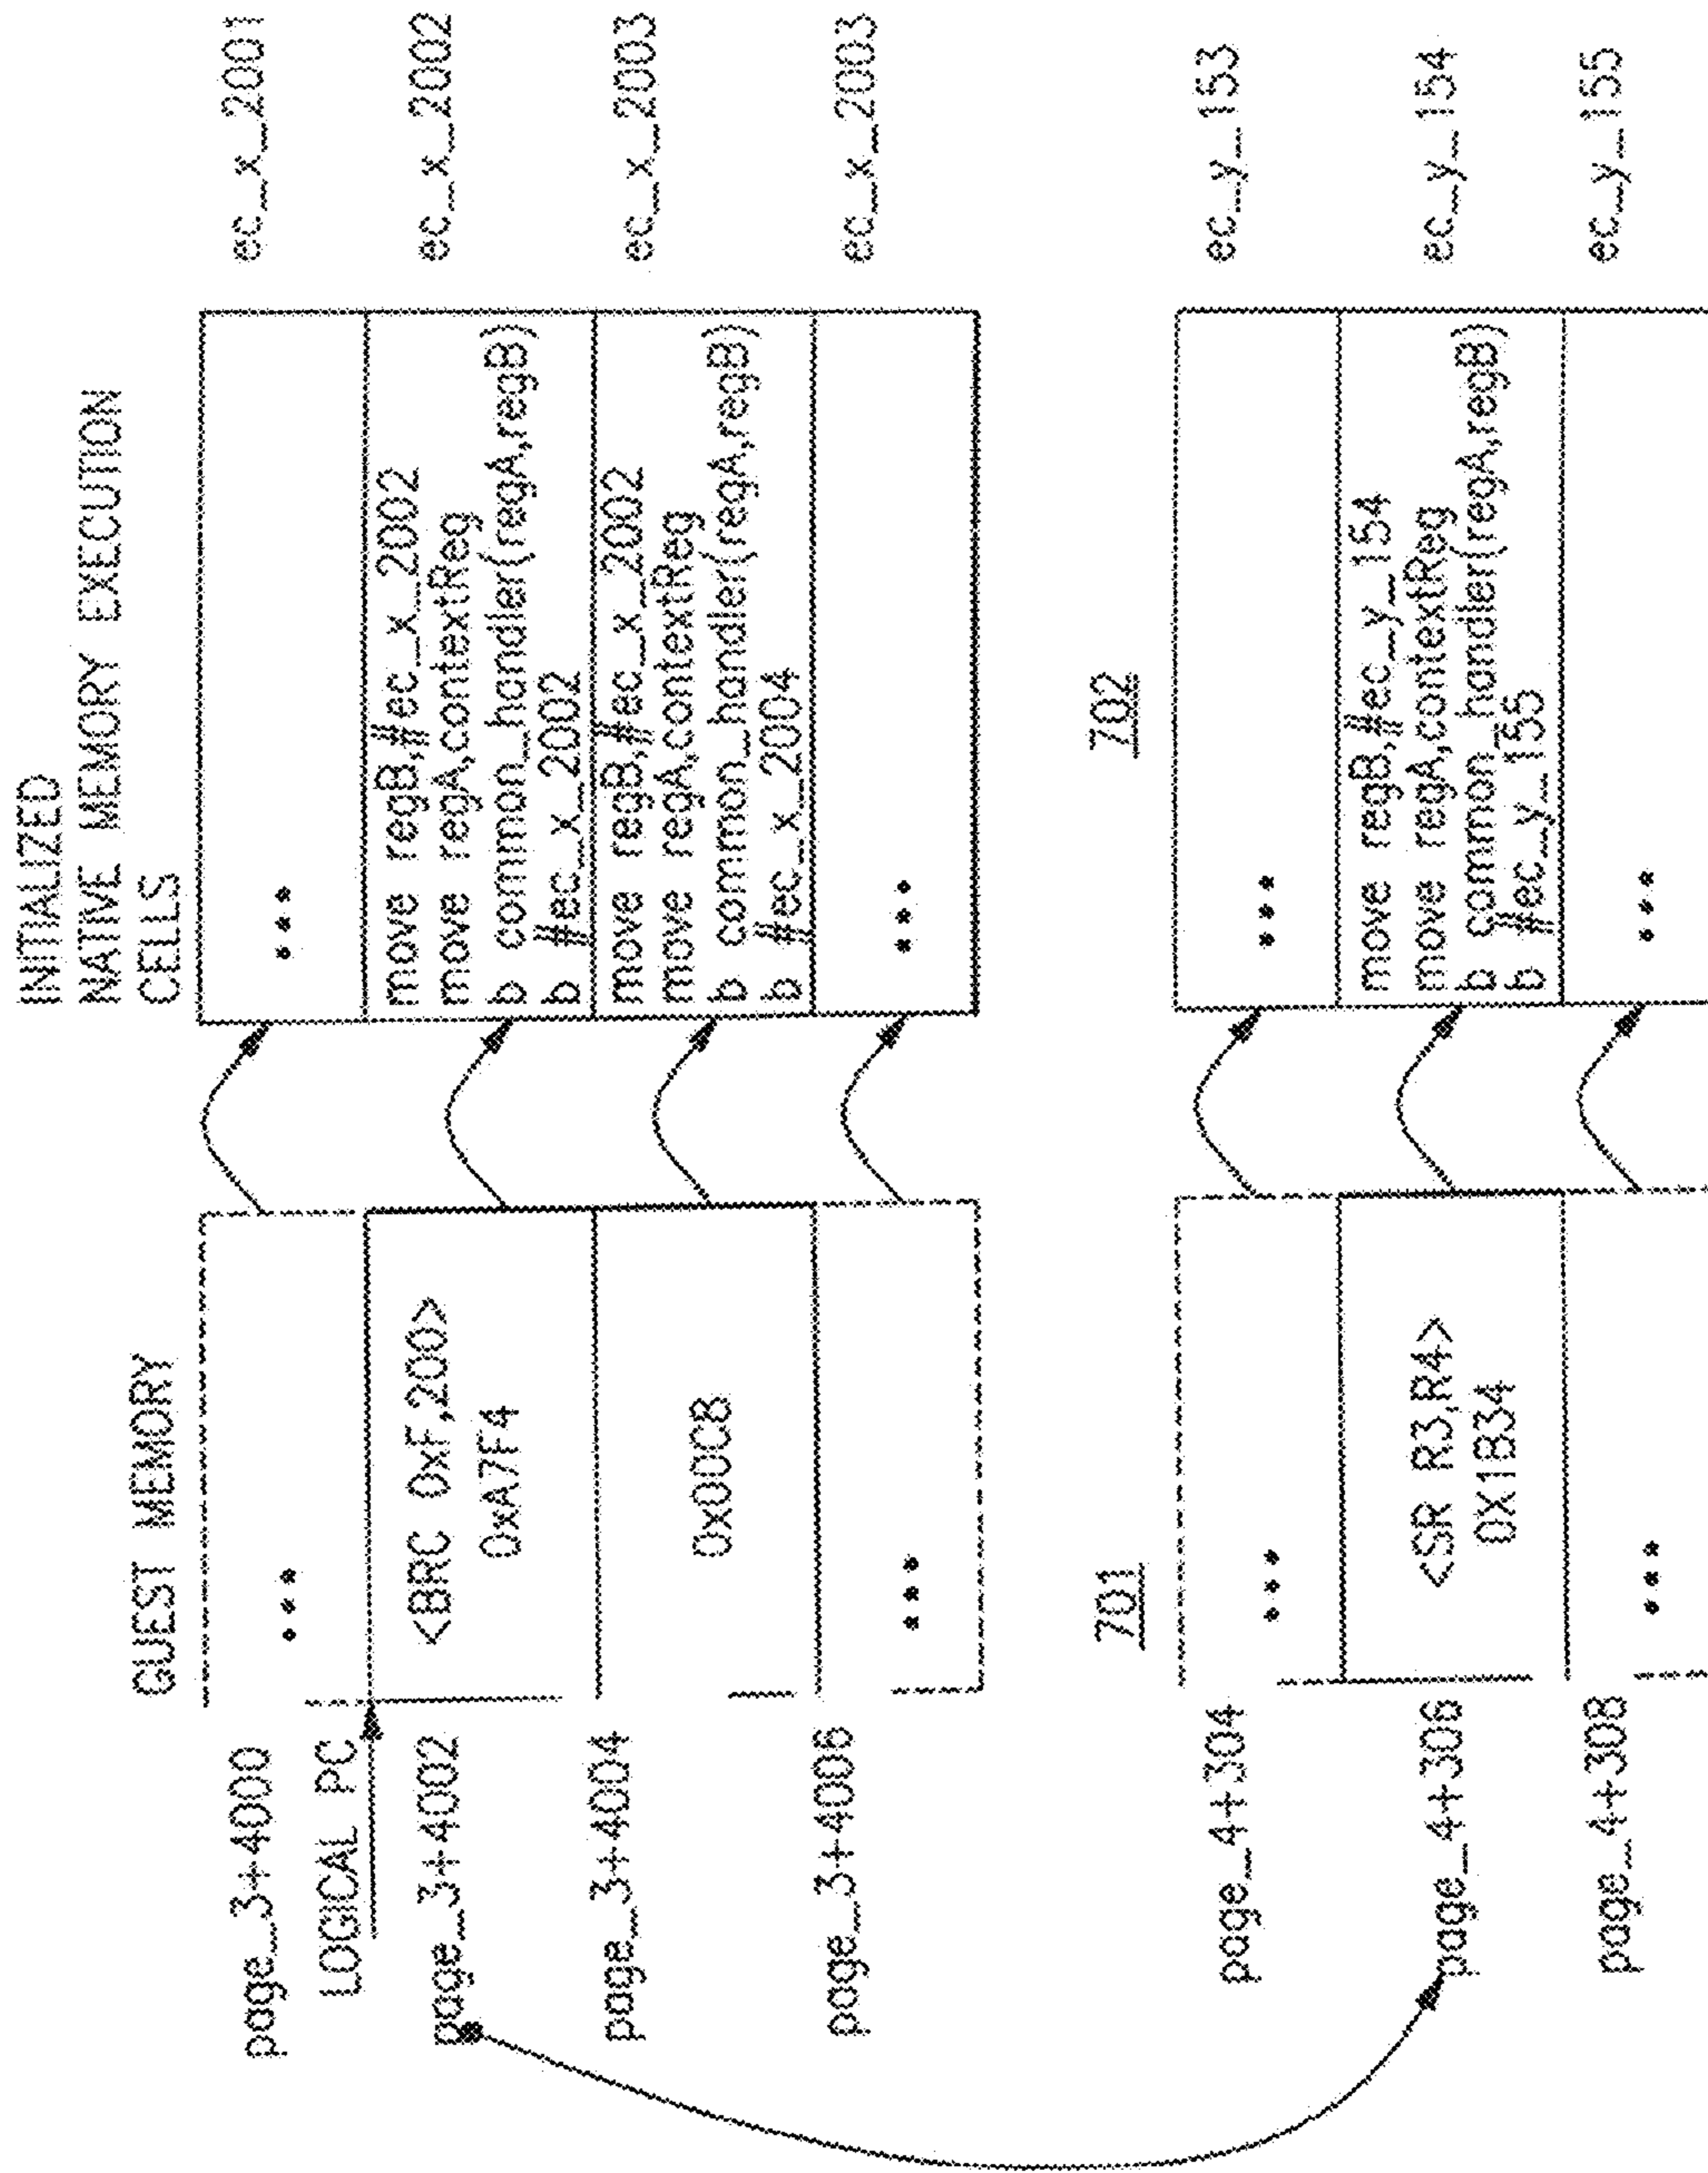 INITIALIZED
NATIVE MEMORY EXECUTION
CELLS
GUEST MEMORY
page_3+4000
...
...
ec_x_2001
LOGICAL PC
page_3+4002
<BRC 0xF,200>
0xA7F4
move regB,#ec_x_2002
move regA,contextReg
b common_handler(regA,regB)
b #ec_x_2002
ec_x_2002
page_3+4004
0x00C8
move regB,#ec_x_2002
move regA,contextReg
b common_handler(regA,regB)
b #ec_x_2004
ec_x_2003
page_3+4006
...
...
ec_x_2003
701
702
page_4+304
...
...
ec_y_153
page_4+306
<SR R3,R4>
0X1B34
move regB,#ec_y_154
move regA,contextReg
b common_handler(regA,regB)
b #ec_y_155
ec_y_154
page_4+308
...
...
ec_y_155